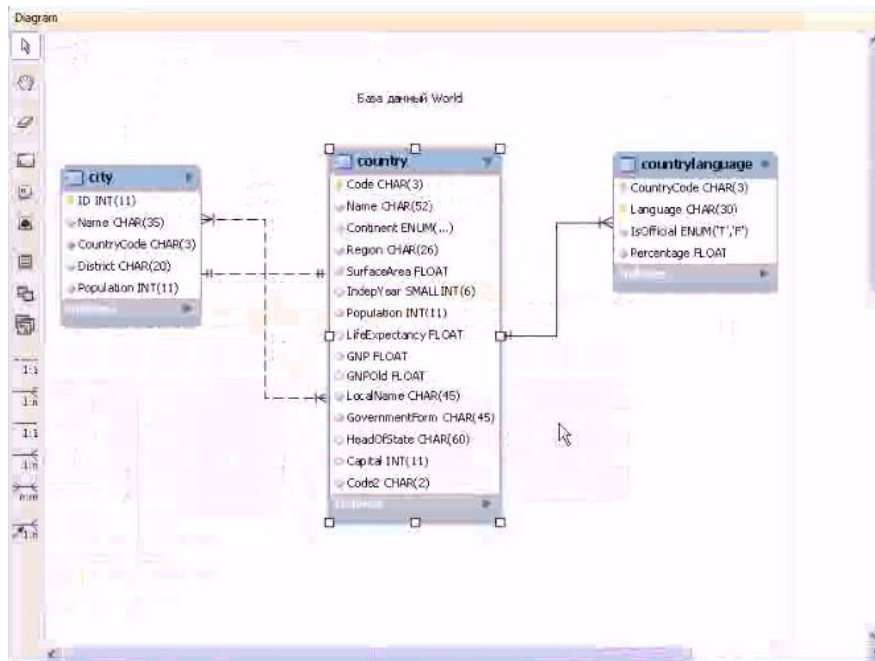 Diagram
База данный World
city
ID INT(11)
Name CHAR(35)
CountryCode CHAR(3)
District CHAR(20)
Population INT(11)
country
Code CHAR(3)
Name CHAR(52)
Continent ENUM(...)
Region CHAR(26)
SurfaceArea FLOAT
IndepYear SMALLINT(6)
Population INT(11)
LifeExpectancy FLOAT
GNP FLOAT
GNPOld FLOAT
LocalName CHAR(45)
GovernmentForm CHAR(45)
HeadOfState CHAR(60)
Capital INT(11)
Code2 CHAR(2)
countrylanguage
CountryCode CHAR(3)
Language CHAR(30)
IsOfficial ENUM('T','F')
Percentage FLOAT
1:1
1:n
1:1
1:n
n:m
1:n